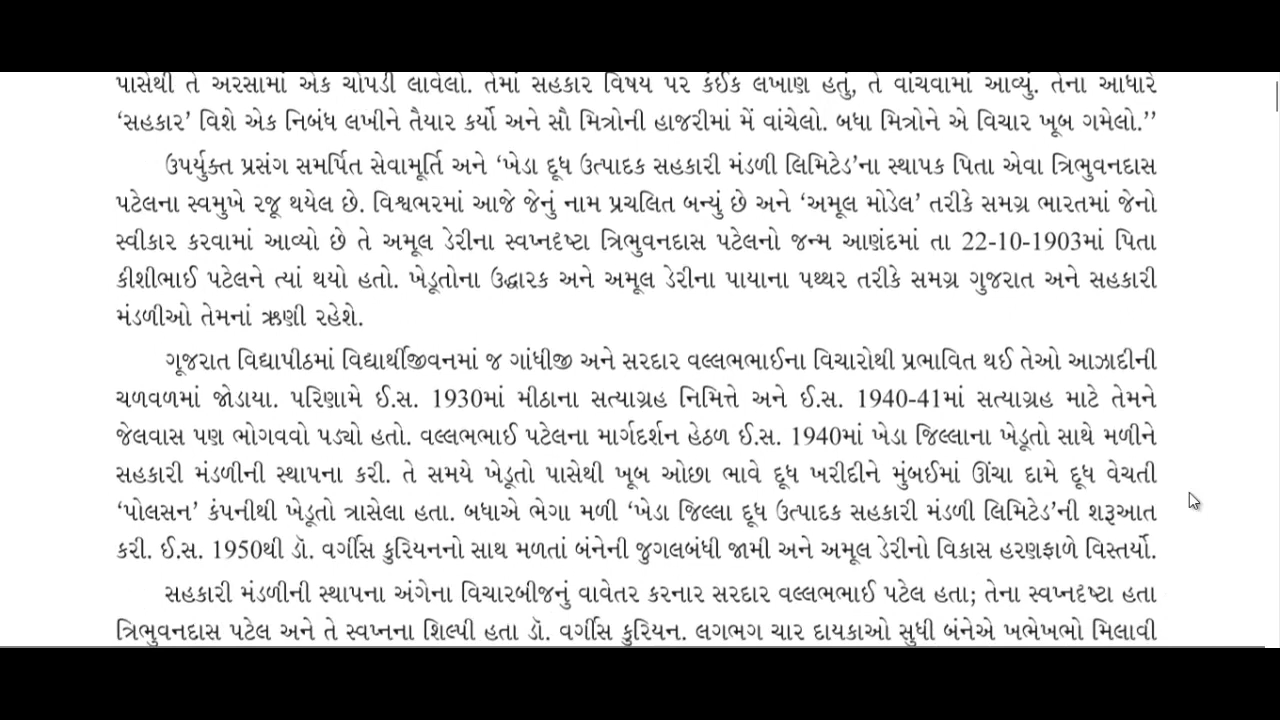 પાસેથી તે અરસામાં એક ચોપડી લાવેલો. તેમાં સહકાર વિષય પર કંઈક લખાણ હતું, તે વાંચવામાં આવ્યું. તેના આધારે
‘સહકાર’ વિશે એક નિબંધ લખીને તૈયાર કર્યો અને સૌ મિત્રોની હાજરીમાં મેં વાંચેલો. બધા મિત્રોને એ વિચાર ખૂબ ગમેલો.’’
ઉપર્યુક્ત પ્રસંગ સમર્પિત સેવામૂર્તિ અને ‘ખેડા દૂધ ઉત્પાદક સહકારી મંડળી લિમિટેડ’ના સ્થાપક પિતા એવા ત્રિભુવનદાસ
પટેલના સ્વમુખે રજૂ થયેલ છે. વિશ્વભરમાં આજે જેનું નામ પ્રચલિત બન્યું છે અને ‘અમૂલ મોડેલ’ તરીકે સમગ્ર ભારતમાં જેનો
સ્વીકાર કરવામાં આવ્યો છે તે અમૂલ ડેરીના સ્વપ્નદૃષ્ટા ત્રિભુવનદાસ પટેલનો જન્મ આણંદમાં તા 22-10-1903માં પિતા
કીશીભાઈ પટેલને ત્યાં થયો હતો. ખેડૂતોના ઉદ્ધારક અને અમૂલ ડેરીના પાયાના પથ્થર તરીકે સમગ્ર ગુજરાત અને સહકારી
મંડળીઓ તેમનાં ઋણી રહેશે.
ગૂજરાત વિદ્યાપીઠમાં વિદ્યાર્થીજીવનમાં જ ગાંધીજી અને સરદાર વલ્લભભાઈના વિચારોથી પ્રભાવિત થઈ તેઓ આઝાદીની
ચળવળમાં જોડાયા. પરિણામે ઈ.સ. 1930માં મીઠાના સત્યાગ્રહ નિમિત્તે અને ઈ.સ. 1940-41માં સત્યાગ્રહ માટે તેમને
જેલવાસ પણ ભોગવવો પડ્યો હતો. વલ્લભભાઈ પટેલના માર્ગદર્શન હેઠળ ઈ.સ. 1940માં ખેડા જિલ્લાના ખેડૂતો સાથે મળીને
સહકારી મંડળીની સ્થાપના કરી. તે સમયે ખેડૂતો પાસેથી ખૂબ ઓછા ભાવે દૂધ ખરીદીને મુંબઈમાં ઊંચા દામે દૂધ વેચતી
‘પોલસન’ કંપનીથી ખેડૂતો ત્રાસેલા હતા. બધાએ ભેગા મળી ‘ખેડા જિલ્લા દૂધ ઉત્પાદક સહકારી મંડળી લિમિટેડ’ની શરૂઆત
કરી. ઈ.સ. 1950થી ડૉ. વર્ગીસ કુરિયનનો સાથ મળતાં બંનેની જુગલબંધી જામી અને અમૂલ ડેરીનો વિકાસ હરણફાળે વિસ્તર્યો.
સહકારી મંડળીની સ્થાપના અંગેના વિચારબીજનું વાવેતર કરનાર સરદાર વલ્લભભાઈ પટેલ હતા; તેના સ્વપ્નદૃષ્ટા હતા
ત્રિભુવનદાસ પટેલ અને તે સ્વપ્નના શિલ્પી હતા ડૉ. વર્ગીસ કુરિયન. લગભગ ચાર દાયકાઓ સુધી બંનેએ ખભેખભો મિલાવી